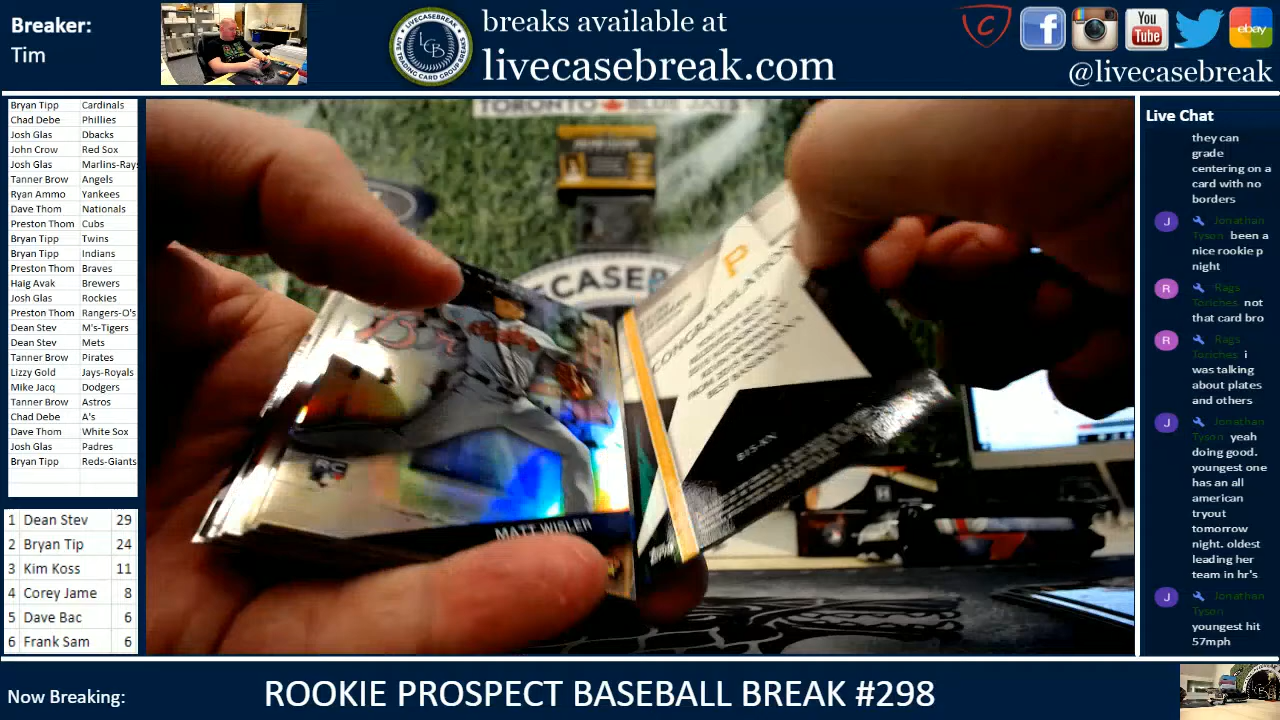 Breaker:
Tim
breaks available at
livecasebreak.com
LCB
C
f
You
Tube
ebay
@livecasebreak
Bryan Tipp Cardinals
Chad Debe Phillies
Josh Glas Dbacks
John Crow Red Sox
Josh Glas Marlins-Rays
Tanner Brow Angels
Ryan Ammo Yankees
Dave Thom Nationals
Preston Thom Cubs
Bryan Tipp Twins
Bryan Tipp Indians
Preston Thom Braves
Haig Avak Brewers
Josh Glas Rockies
Preston Thom Rangers-O's
Dean Stev M's-Tigers
Dean Stev Mets
Tanner Brow Pirates
Lizzy Gold Jays-Royals
Mike Jacq Dodgers
Tanner Brow Astros
Chad Debe A's
Dave Thom White Sox
Josh Glas Padres
Bryan Tipp Reds-Giants
1 Dean Stev 29
2 Bryan Tip 24
3 Kim Koss 11
4 Corey Jame 8
5 Dave Bac 6
6 Frank Sam 6
TORONTO BLUE JAYS
ECASEB
P
CONGRATULATION
MATT WISLER
Live Chat
they can
grade
centering on a
card with no
borders
J Jonathan
Tyson been a
nice rookie p
night
R Rags
Toziches not
that card bro
R Rags
Toziches i
was talking
about plates
and others
J Jonathan
Tyson yeah
doing good.
youngest one
has an all
american
tryout
tomorrow
night. oldest
leading her
team in hr's
J Jonathan
Tyson
youngest hit
57mph
Now Breaking:
ROOKIE PROSPECT BASEBALL BREAK #298